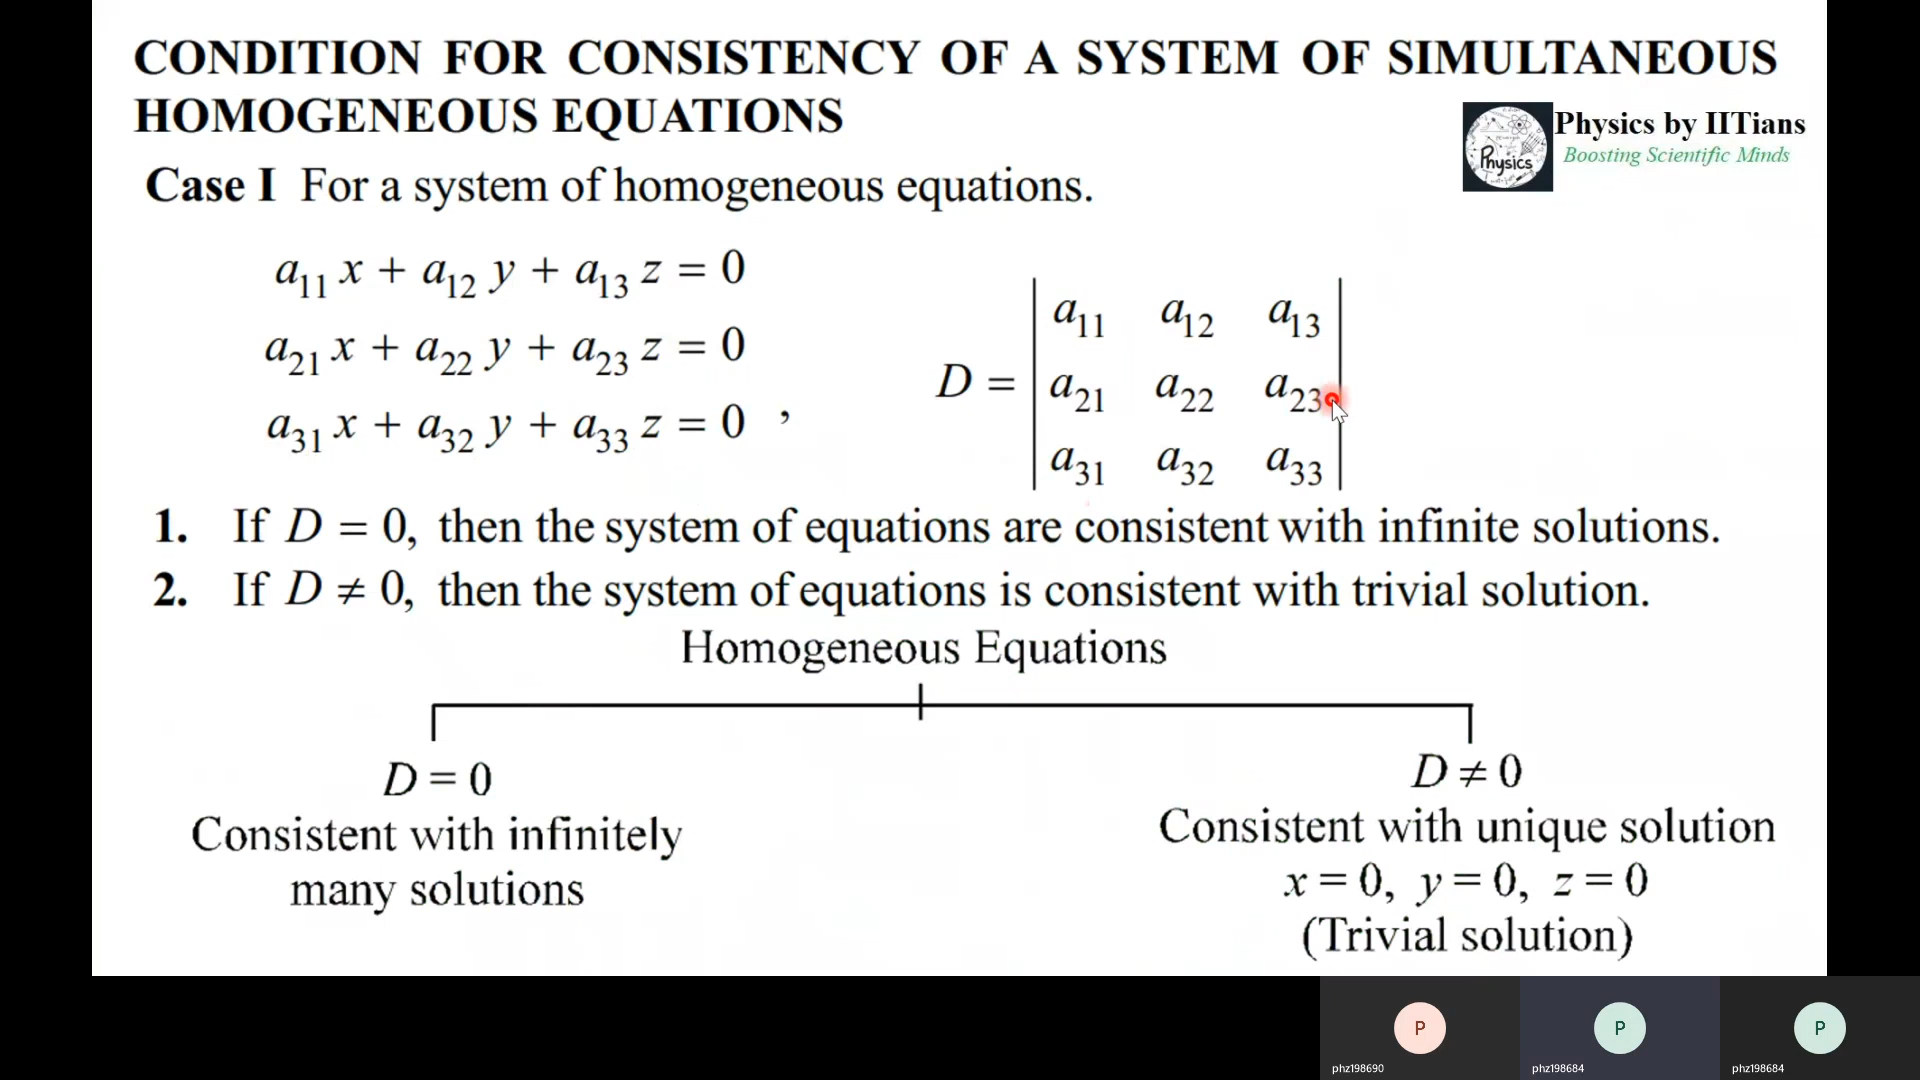 CONDITION FOR CONSISTENCY OF A SYSTEM OF SIMULTANEOUS
HOMOGENEOUS EQUATIONS
Physics
Physics by IITians
Boosting Scientific Minds
Case I For a system of homogeneous equations.
a₁₁ x + a₁₂ y + a₁₃ z = 0
a₂₁ x + a₂₂ y + a₂₃ z = 0
a₃₁ x + a₃₂ y + a₃₃ z = 0 ,
D =
a₁₁ a₁₂ a₁₃
a₂₁ a₂₂ a₂₃
a₃₁ a₃₂ a₃₃
1. If D = 0, then the system of equations are consistent with infinite solutions.
2. If D ≠ 0, then the system of equations is consistent with trivial solution.
Homogeneous Equations
D = 0
Consistent with infinitely
many solutions
D ≠ 0
Consistent with unique solution
x = 0, y = 0, z = 0
(Trivial solution)
P P P
phz198690 phz198684 phz198684